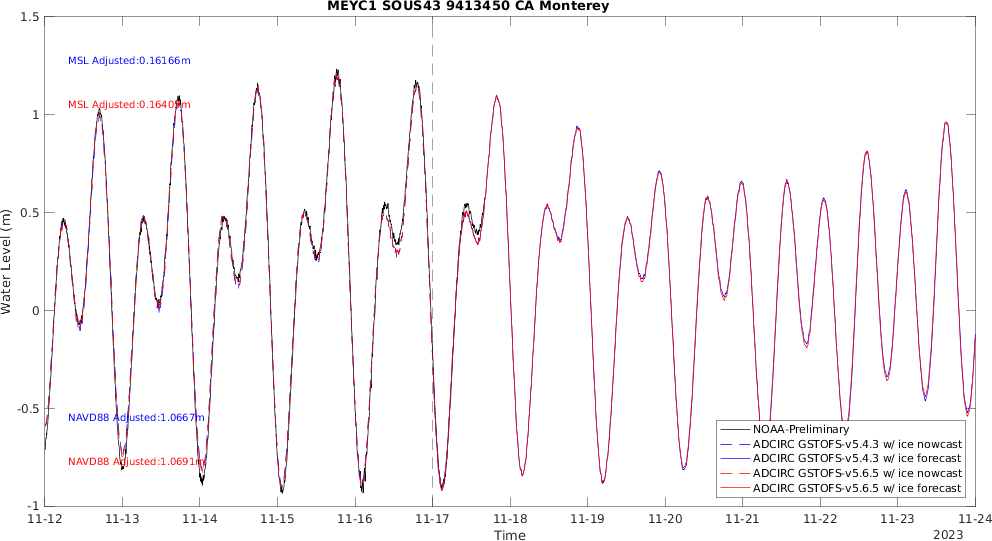 MEYC1 SOUS43 9413450 CA Monterey
1.5
MSL Adjusted:0.16166m
MSL Adjusted:0.16409m
1
0.5
Water Level (m)
0
-0.5
NAVD88 Adjusted:1.0667m
NAVD88 Adjusted:1.0691m
-1
NOAA-Preliminary
ADCIRC GSTOFS-v5.4.3 w/ ice nowcast
ADCIRC GSTOFS-v5.4.3 w/ ice forecast
ADCIRC GSTOFS-v5.6.5 w/ ice nowcast
ADCIRC GSTOFS-v5.6.5 w/ ice forecast
11-12 11-13 11-14 11-15 11-16 11-17 11-18 11-19 11-20 11-21 11-22 11-23 11-24
Time
2023